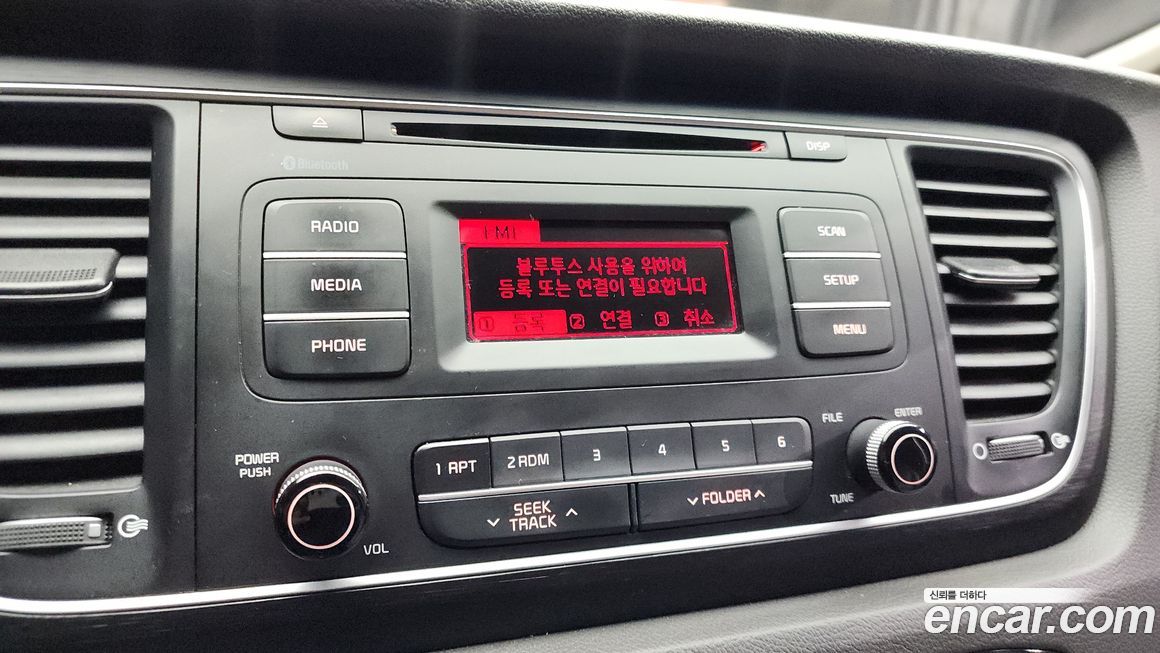 DISP
Bluetooth
RADIO
MEDIA
PHONE
FM1
블루투스 사용을 위하여
등록 또는 연결이 필요합니다
1 등록 2 연결 3 취소
SCAN
SETUP
MENU
POWER
PUSH
VOL
1 RPT
2 RDM
3
4
5
6
SEEK
TRACK
FOLDER
FILE
ENTER
TUNE
신뢰를 더하다
encar.com